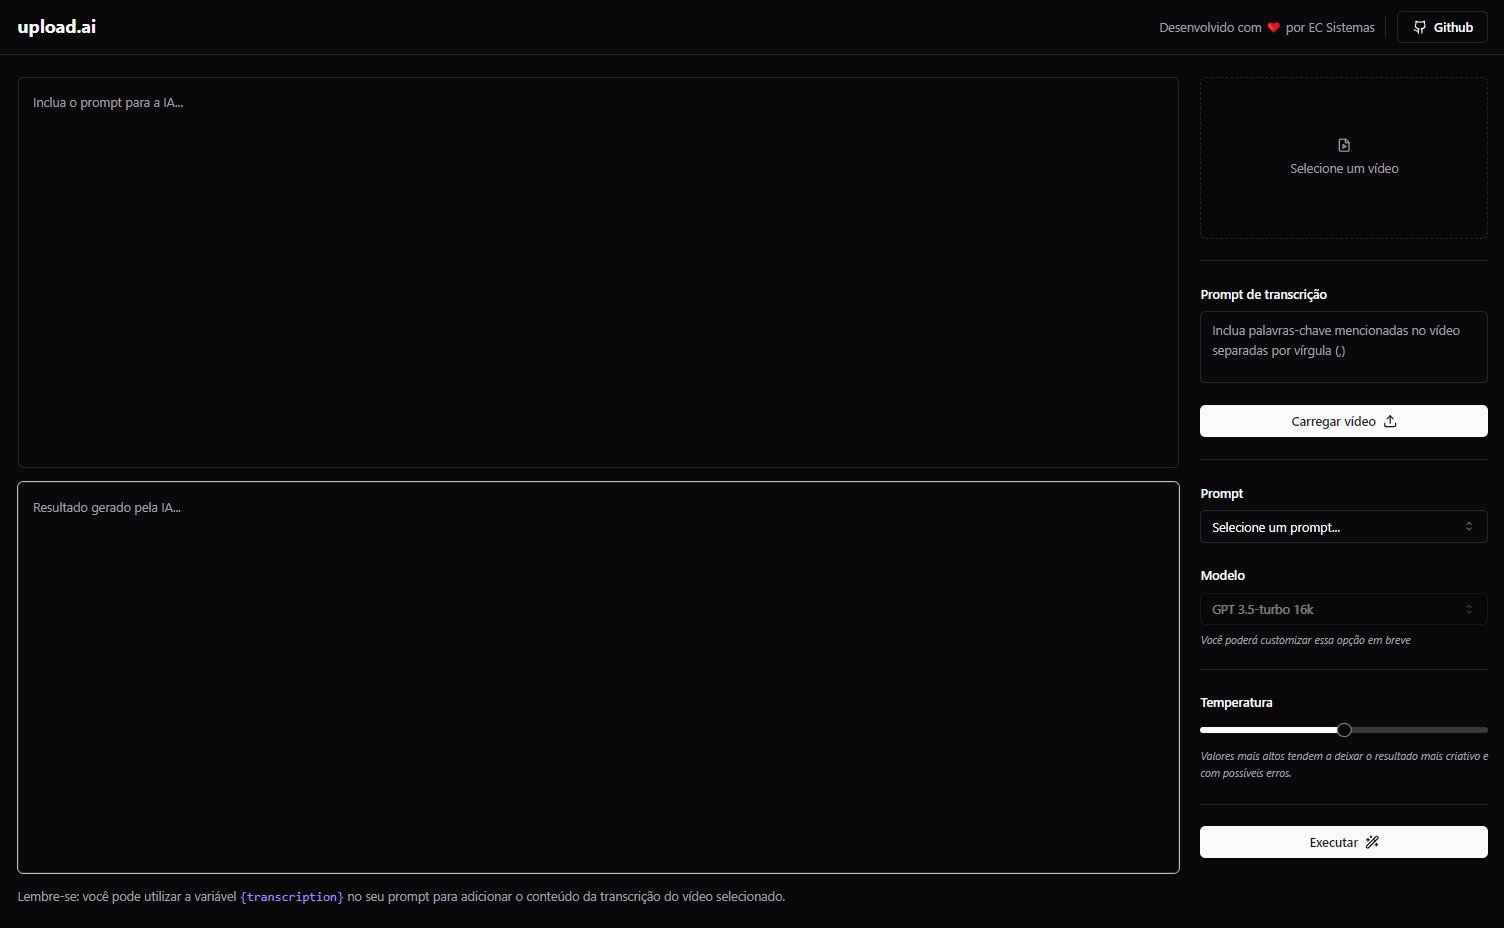 upload.ai
Desenvolvido com ❤️ por EC Sistemas
Github
Inclua o prompt para a IA...
Resultado gerado pela IA...
Lembre-se: você pode utilizar a variável {transcription} no seu prompt para adicionar o conteúdo da transcrição do vídeo selecionado.
Selecione um vídeo
Prompt de transcrição
Inclua palavras-chave mencionadas no vídeo
separadas por vírgula (,)
Carregar vídeo
Prompt
Selecione um prompt...
Modelo
GPT 3.5-turbo 16k
Você poderá customizar essa opção em breve
Temperatura
Valores mais altos tendem a deixar o resultado mais criativo e
com possíveis erros.
Executar